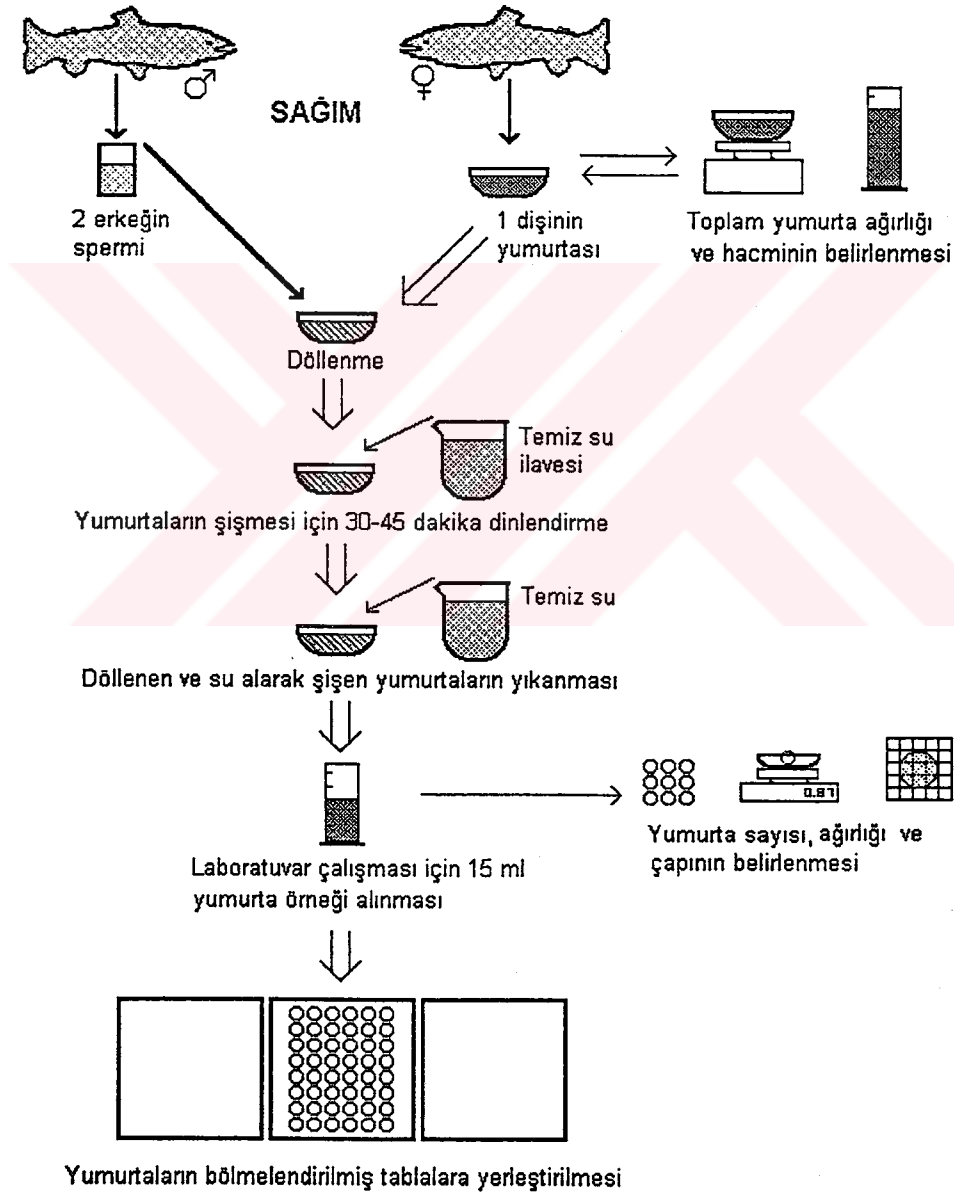 SAĞIM
2 erkeğin
spermi
1 dişinin
yumurtası
Toplam yumurta ağırlığı
ve hacminin belirlenmesi
Döllenme
Temiz su
ilavesi
Yumurtaların şişmesi için 30-45 dakika dinlendirme
Temiz su
Döllenen ve su alarak şişen yumurtaların yıkanması
0.87
Yumurta sayısı, ağırlığı ve
çapının belirlenmesi
Laboratuvar çalışması için 15 ml
yumurta örneği alınması
Yumurtaların bölmelendirilmiş tablalara yerleştirilmesi